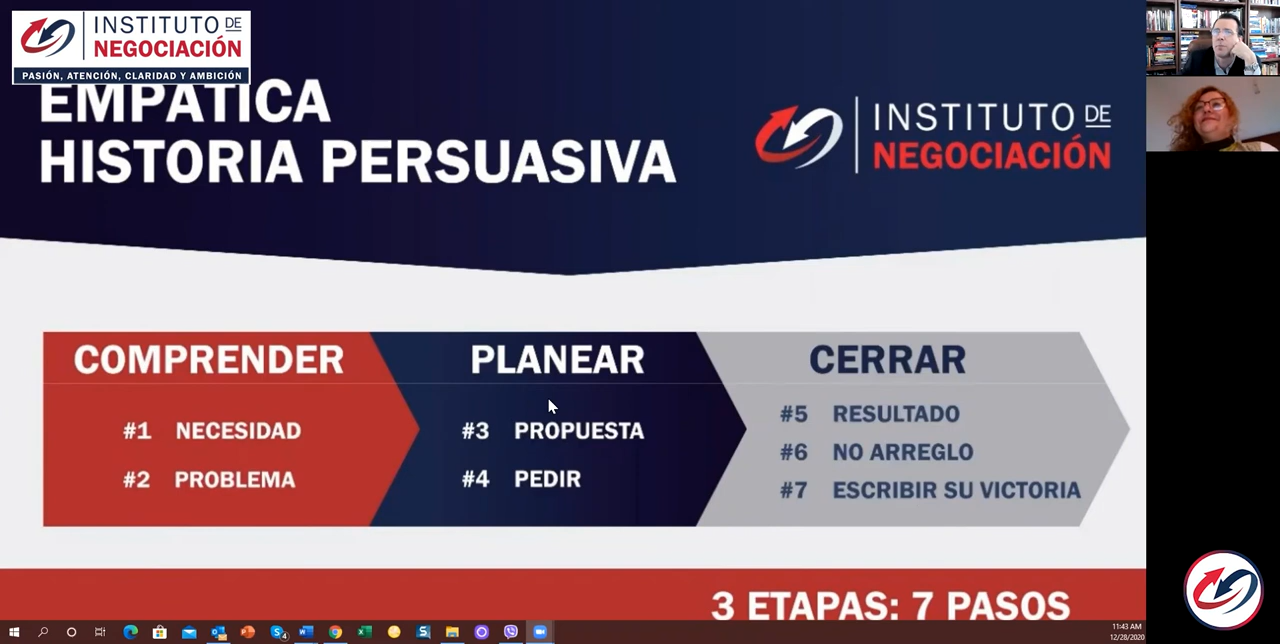 INSTITUTO DE
NEGOCIACIÓN
PASIÓN, ATENCIÓN, CLARIDAD Y AMBICIÓN
EMPÁTICA
HISTORIA PERSUASIVA
INSTITUTO DE
NEGOCIACIÓN
COMPRENDER
#1 NECESIDAD
#2 PROBLEMA
PLANEAR
#3 PROPUESTA
#4 PEDIR
CERRAR
#5 RESULTADO
#6 NO ARREGLO
#7 ESCRIBIR SU VICTORIA
3 ETAPAS: 7 PASOS
11:43 AM
12/28/2020